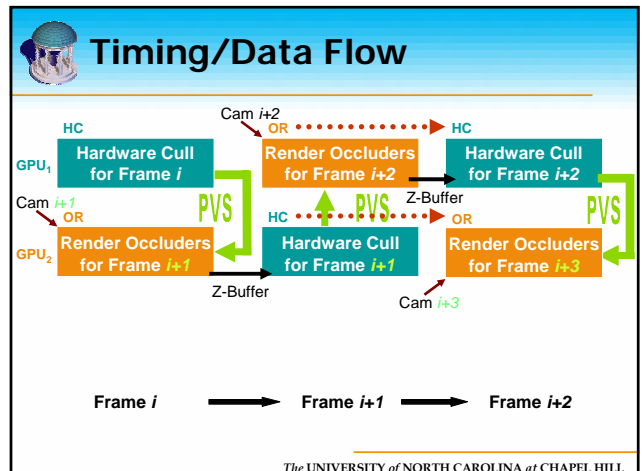 Timing/Data Flow
Cam i+2
HC
OR
HC
Hardware Cull
for Frame i
Render Occluders
for Frame i+2
Hardware Cull
for Frame i+2
GPU1
Z-Buffer
Cam i+1
OR
PVS
PVS
PVS
HC
OR
GPU2
Render Occluders
for Frame i+1
Hardware Cull
for Frame i+1
Render Occluders
for Frame i+3
Z-Buffer
Cam i+3
Frame i
Frame i+1
Frame i+2
The UNIVERSITY of NORTH CAROLINA at CHAPEL HILL